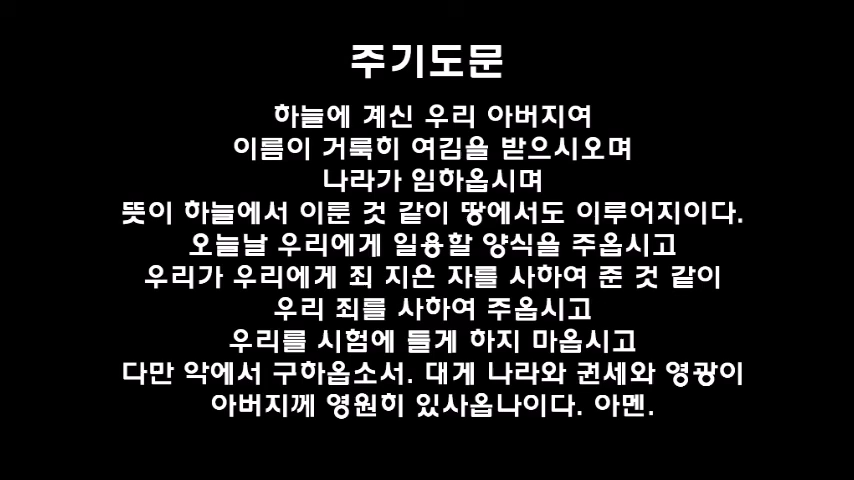 주기도문
하늘에 계신 우리 아버지여
이름이 거룩히 여김을 받으시오며
나라가 임하옵시며
뜻이 하늘에서 이룬 것 같이 땅에서도 이루어지이다.
오늘날 우리에게 일용할 양식을 주옵시고
우리가 우리에게 죄 지은 자를 사하여 준 것 같이
우리 죄를 사하여 주옵시고
우리를 시험에 들게 하지 마옵시고
다만 악에서 구하옵소서. 대게 나라와 권세와 영광이
아버지께 영원히 있사옵나이다. 아멘.